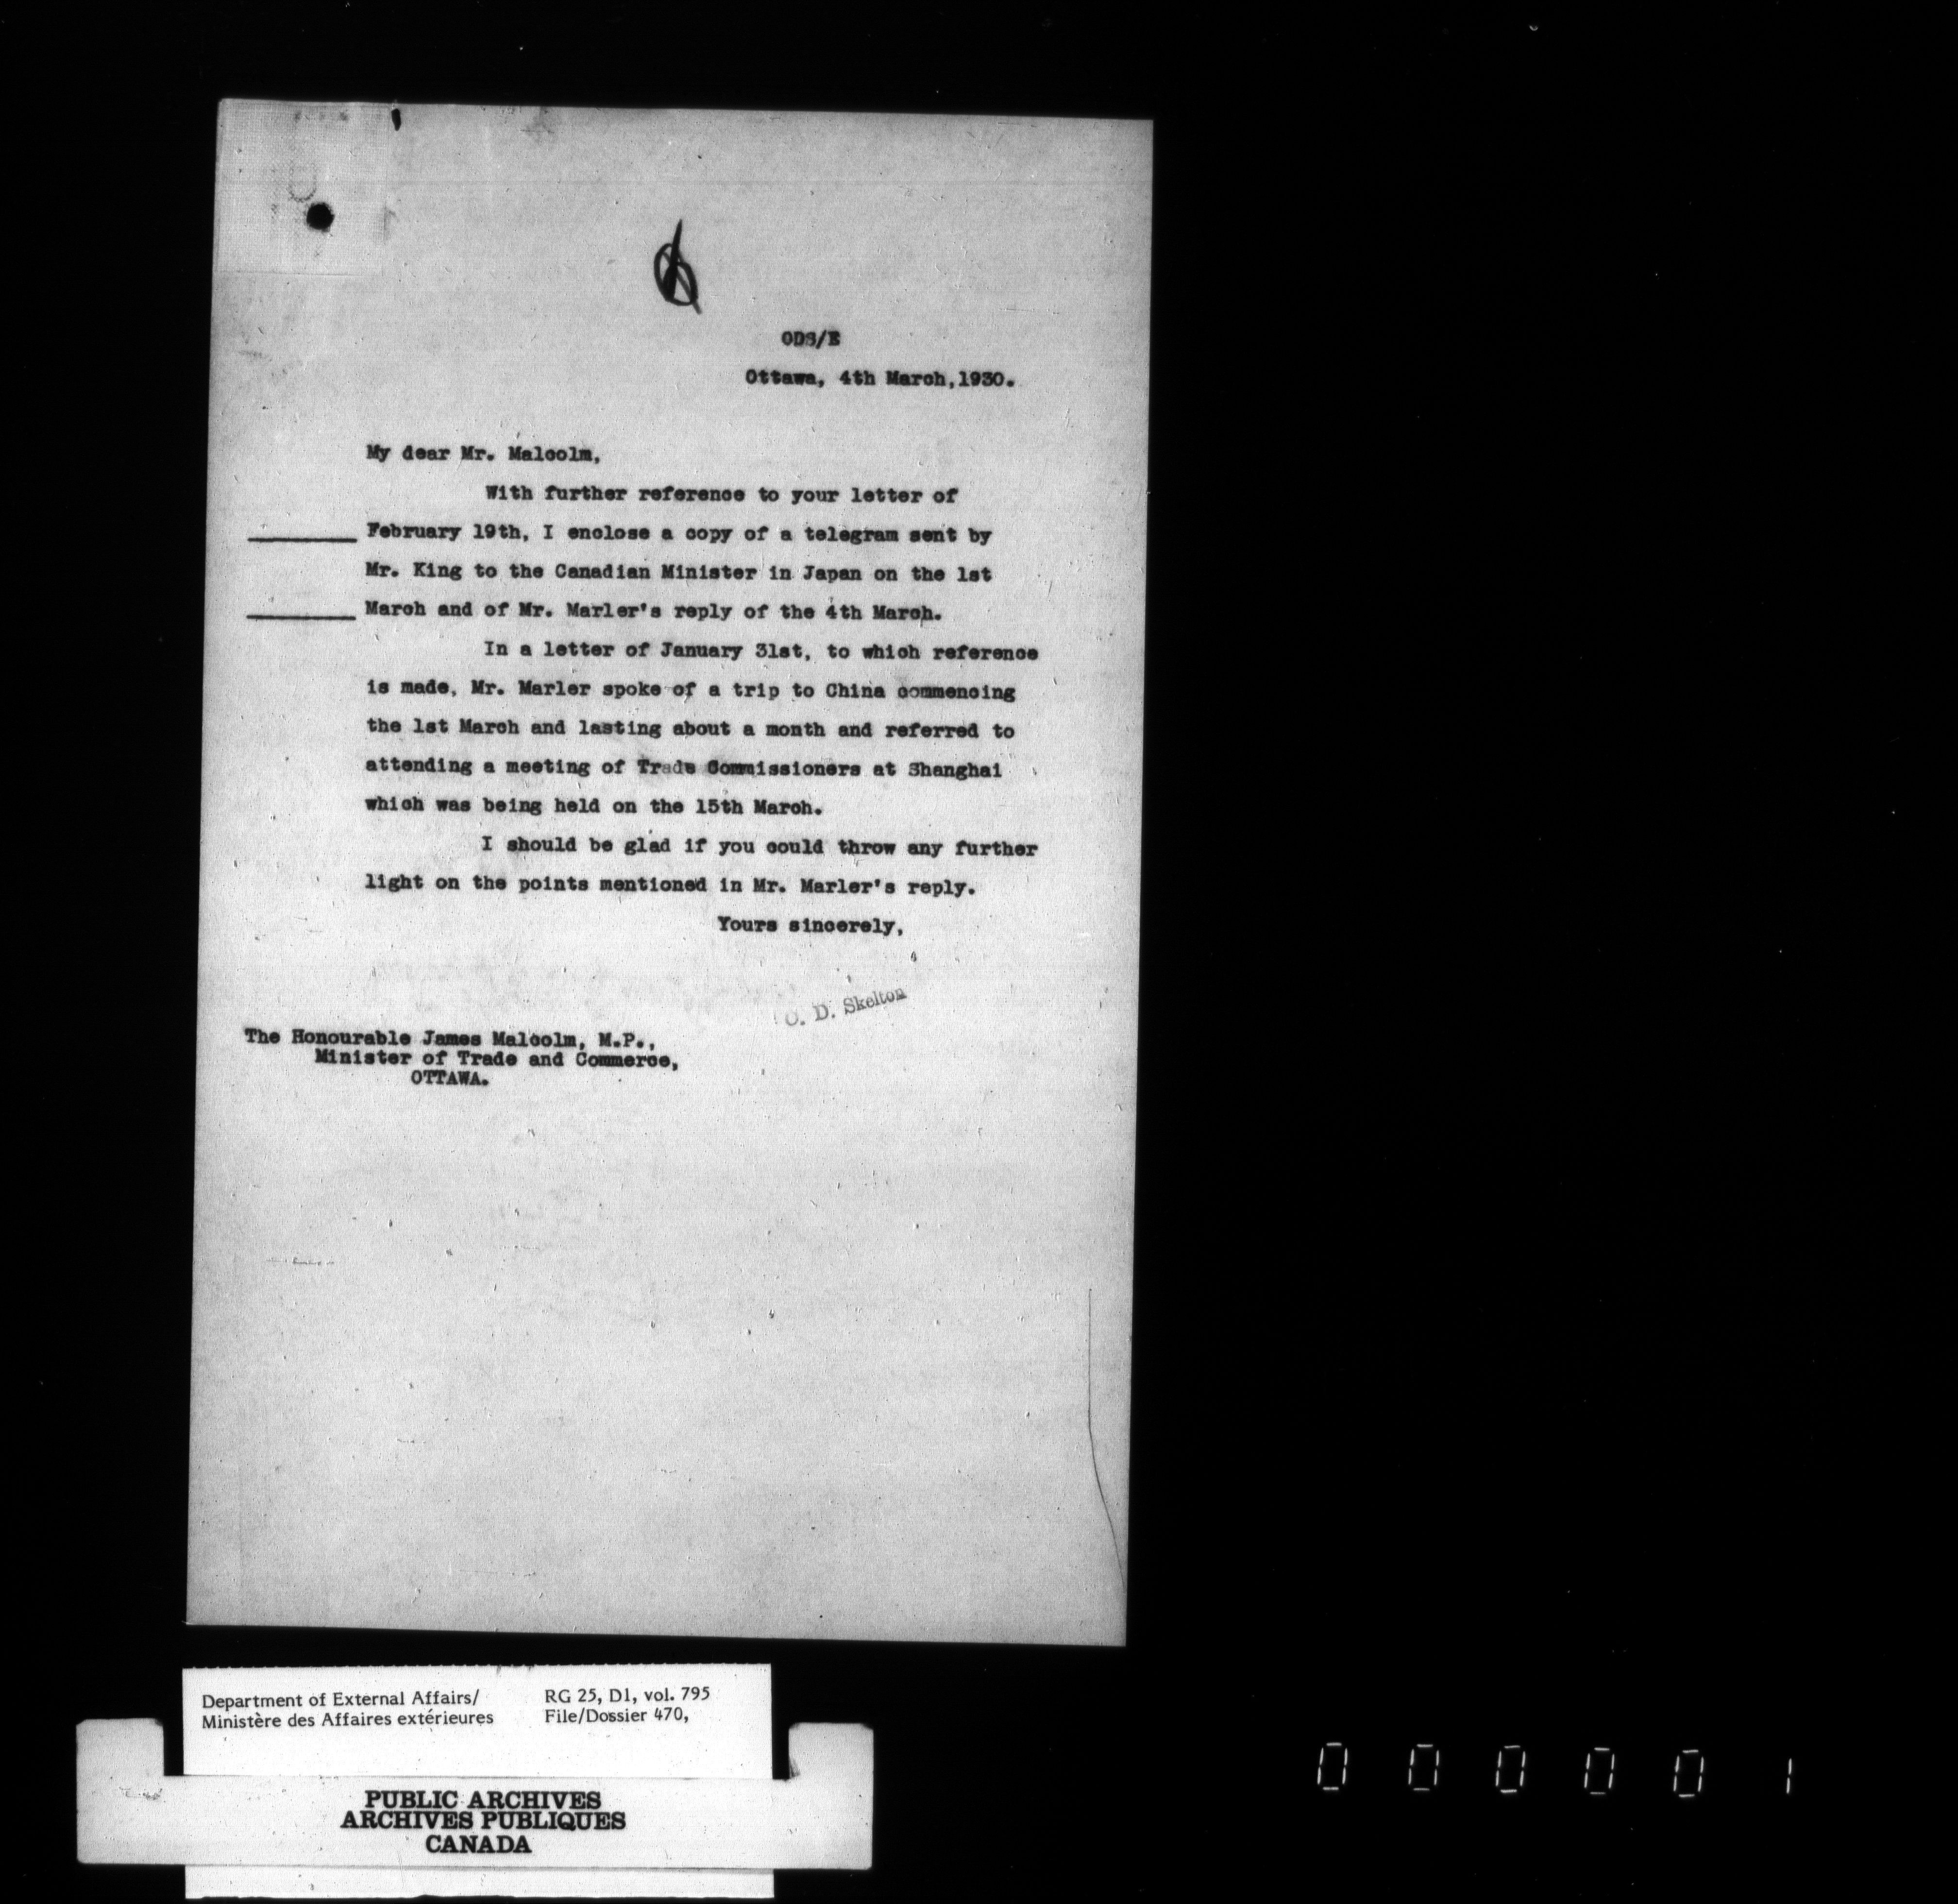 ODS/E
Ottawa, 4th March,1930.
My dear Mr. Malcolm,
With further reference to your letter of
February 19th, I enclose a copy of a telegram sent by
Mr. King to the Canadian Minister in Japan on the 1st
March and of Mr. Marler's reply of the 4th March.
In a letter of January 31st, to which reference
is made, Mr. Marler spoke of a trip to China commencing
the 1st March and lasting about a month and referred to
attending a meeting of Trade Commissioners at Shanghai
which was being held on the 15th March.
I should be glad if you could throw any further
light on the points mentioned in Mr. Marler's reply.
Yours sincerely,
O. D. Skelton
The Honourable James Malcolm, M.P.,
Minister of Trade and Commerce,
OTTAWA.
Department of External Affairs/
Ministère des Affaires extérieures
RG 25, D1, vol. 795
File/Dossier 470,
PUBLIC ARCHIVES
ARCHIVES PUBLIQUES
CANADA
0 0 0 0 0 1